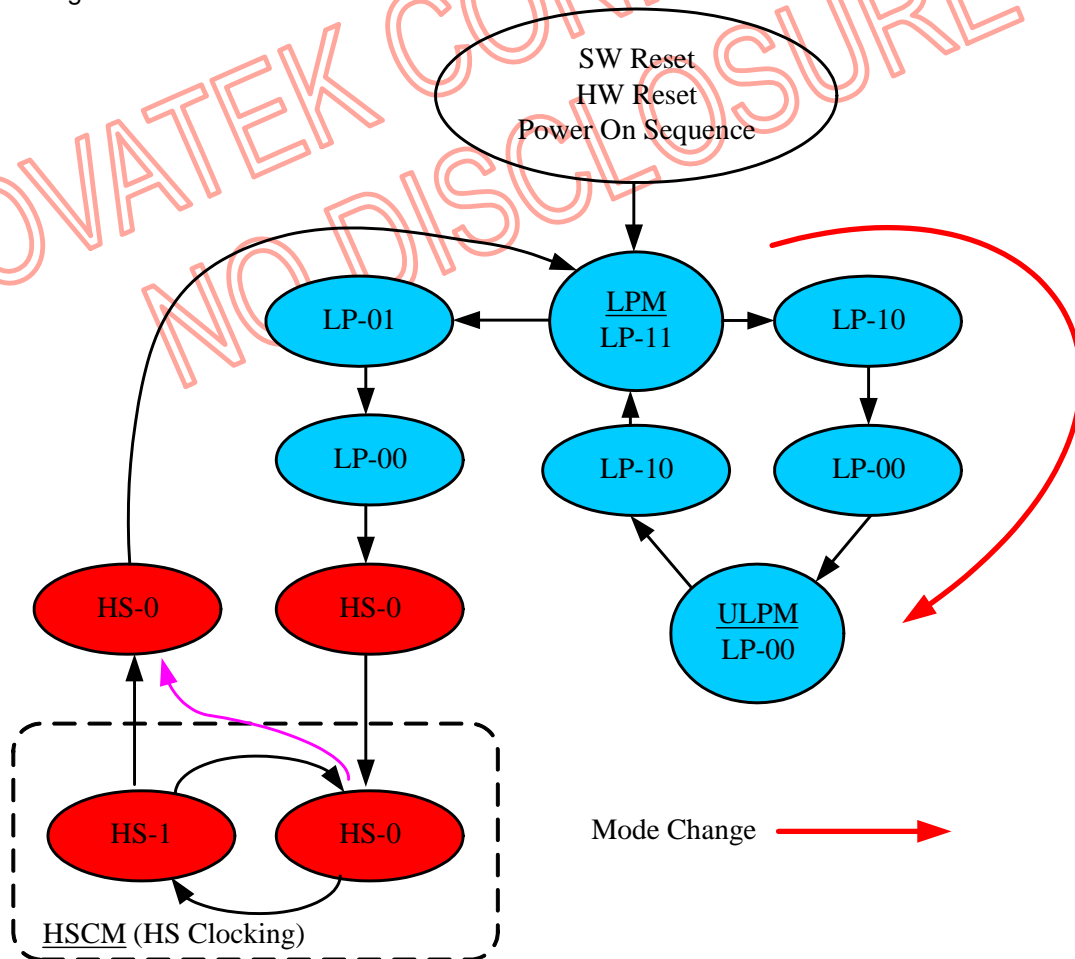 SW Reset
HW Reset
Power On Sequence
LP-01
LPM
LP-11
LP-10
LP-00
LP-10
LP-00
HS-0
HS-0
ULPM
LP-00
HS-1
HS-0
Mode Change
HSCM (HS Clocking)
NO DISCLOSURE